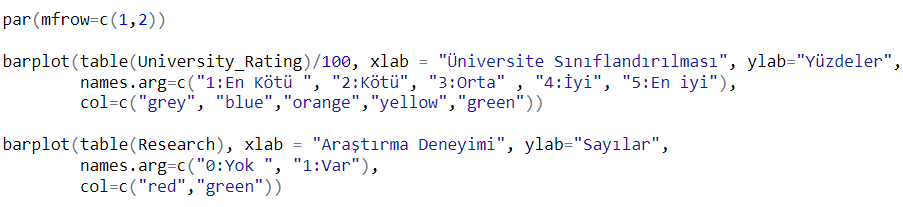 par(mfrow=c(1,2))
barplot(table(University_Rating)/100, xlab = "Üniversite Sınıflandırılması", ylab="Yüzdeler",
names.arg=c("1:En Kötü ", "2:Kötü", "3:Orta" , "4:İyi", "5:En iyi"),
col=c("grey", "blue","orange","yellow","green"))
barplot(table(Research), xlab = "Araştırma Deneyimi", ylab="Sayılar",
names.arg=c("0:Yok ", "1:Var"),
col=c("red","green"))